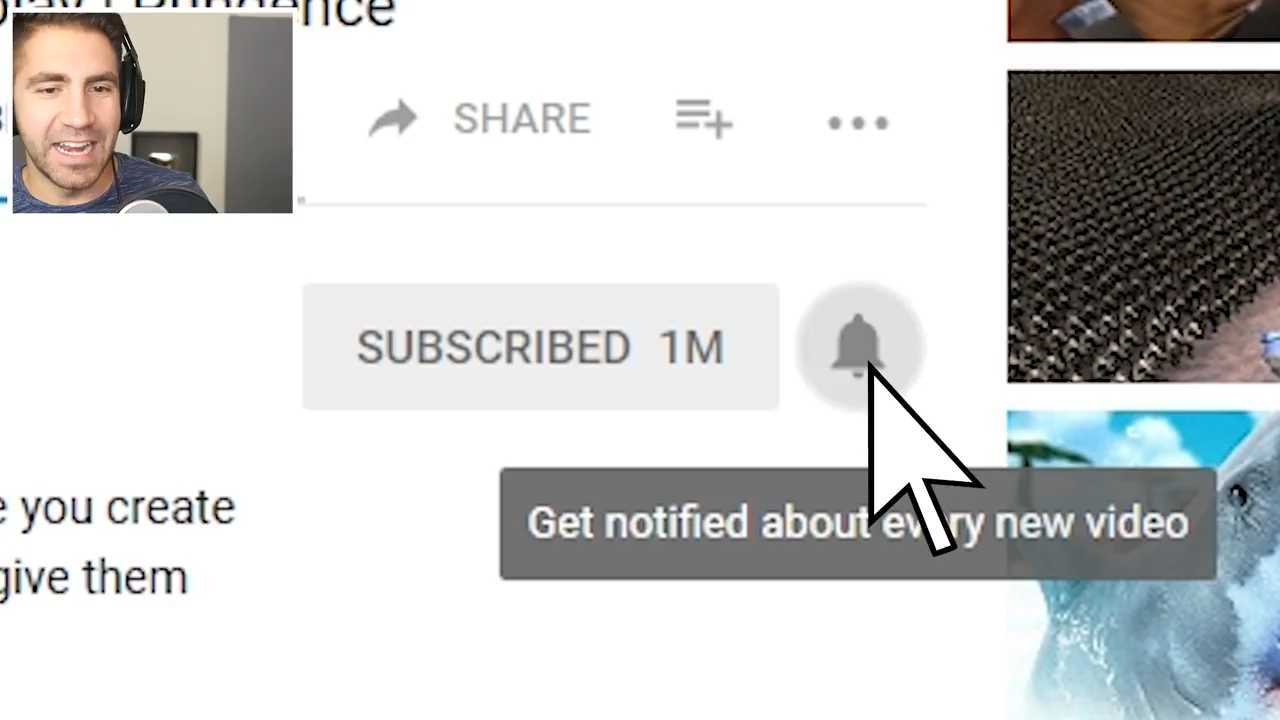 SHARE
SUBSCRIBED 1M
e you create
give them
Get notified about every new video